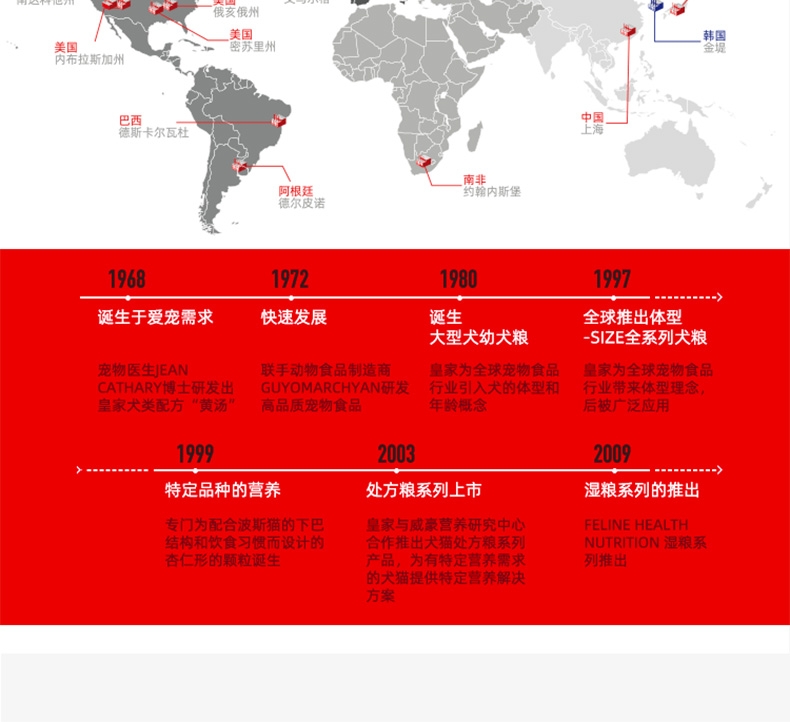 美国
俄亥俄州
美国
密苏里州
美国
内布拉斯加州
韩国
金堤
巴西
德斯卡尔瓦杜
中国
上海
南非
约翰内斯堡
阿根廷
德尔皮诺
1968
1972
1980
1997
诞生于爱宠需求
快速发展
诞生
大型犬幼犬粮
全球推出体型
-SIZE全系列犬粮
宠物医生JEAN
CATHARY博士研发出
皇家犬类配方“黄汤”
联手动物食品制造商
GUYOMARCHYAN研发
高品质宠物食品
皇家为全球宠物食品
行业引入犬的体型和
年龄概念
皇家为全球宠物食品
行业带来体型理念，
后被广泛应用
1999
2003
2009
特定品种的营养
处方粮系列上市
湿粮系列的推出
专门为配合波斯猫的下巴
结构和饮食习惯而设计的
杏仁形的颗粒诞生
皇家与威豪营养研究中心
合作推出犬猫处方粮系列
产品，为有特定营养需求
的犬猫提供特定营养解决
方案
FELINE HEALTH
NUTRITION 湿粮系
列推出